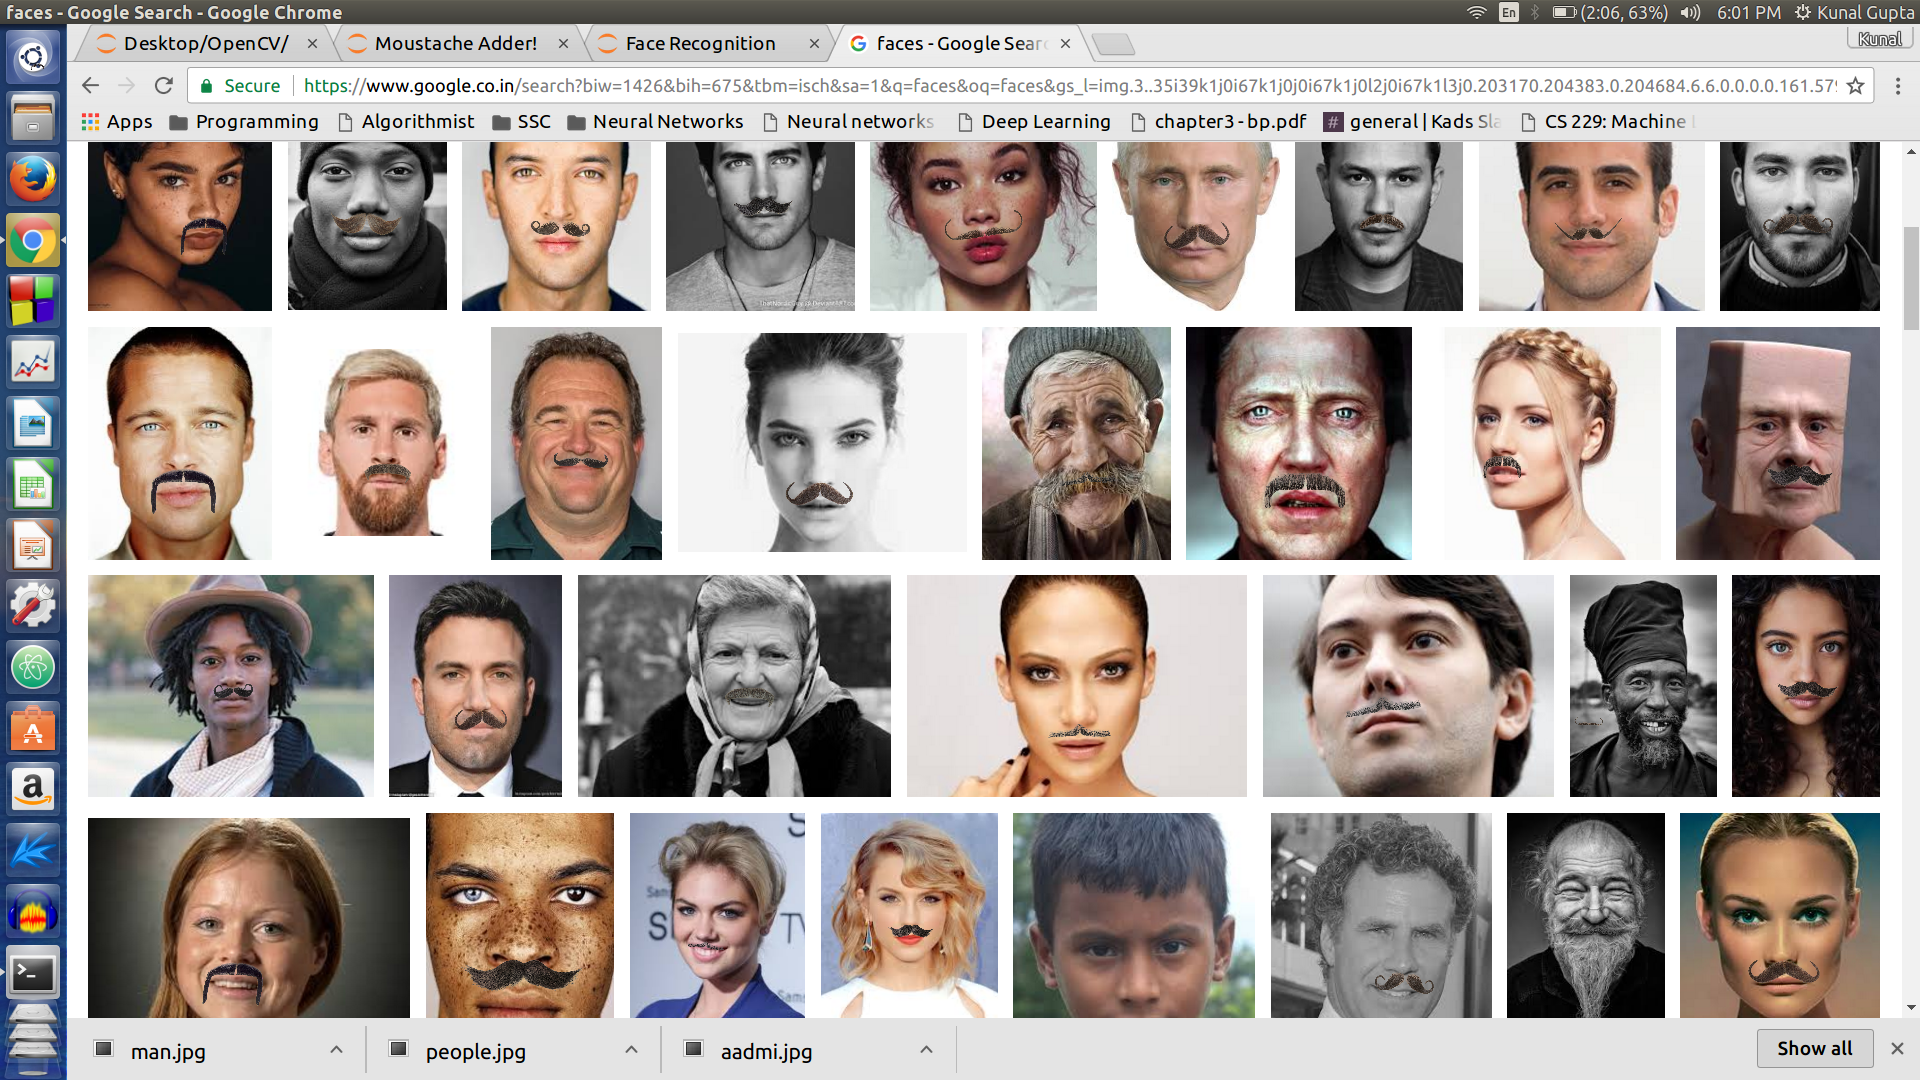 faces - Google Search - Google Chrome
En
(2:06, 63%)
6:01 PM
Kunal Gupta
Desktop/OpenCV/
Moustache Adder!
Face Recognition
faces - Google Sear
Kunal
Secure
https://www.google.co.in/search?biw=1426&bih=675&tbm=isch&sa=1&q=faces&oq=faces&gs_l=img.3..35i39k1j0i67k1j0j0i67k1j0l2j0i67k1l3j0.203170.204383.0.204684.6.6.0.0.0.0.161.579
Apps
Programming
Algorithmist
SSC
Neural Networks
Neural networks
Deep Learning
chapter3 - bp.pdf
# general | Kads Sla
CS 229: Machine
man.jpg
people.jpg
aadmi.jpg
Show all